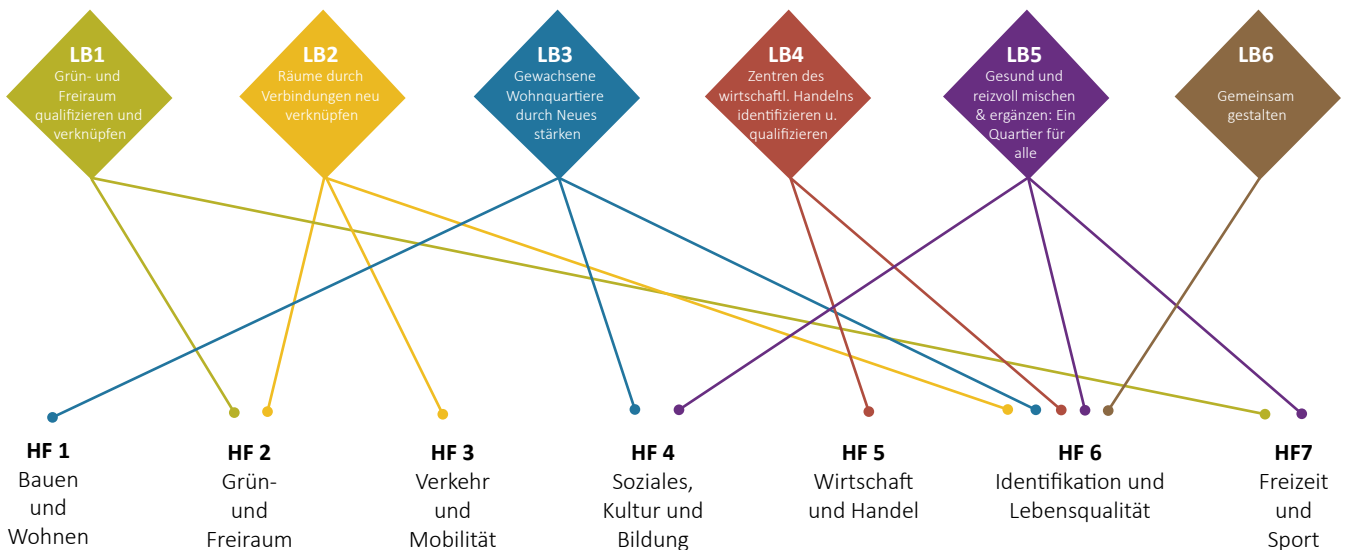 LB1
Grün- und
Freiraum
qualifizieren und
verknüpfen
LB2
Räume durch
Verbindungen neu
verknüpfen
LB3
Gewachsene
Wohnquartiere
durch Neues
stärken
LB4
Zentren des
wirtschaftl. Handelns
identifizieren u.
qualifizieren
LB5
Gesund und
reizvoll mischen
& ergänzen: Ein
Quartier für
alle
LB6
Gemeinsam
gestalten
HF 1
Bauen
und
Wohnen
HF 2
Grün-
und
Freiraum
HF 3
Verkehr
und
Mobilität
HF 4
Soziales,
Kultur und
Bildung
HF 5
Wirtschaft
und Handel
HF 6
Identifikation und
Lebensqualität
HF7
Freizeit
und
Sport